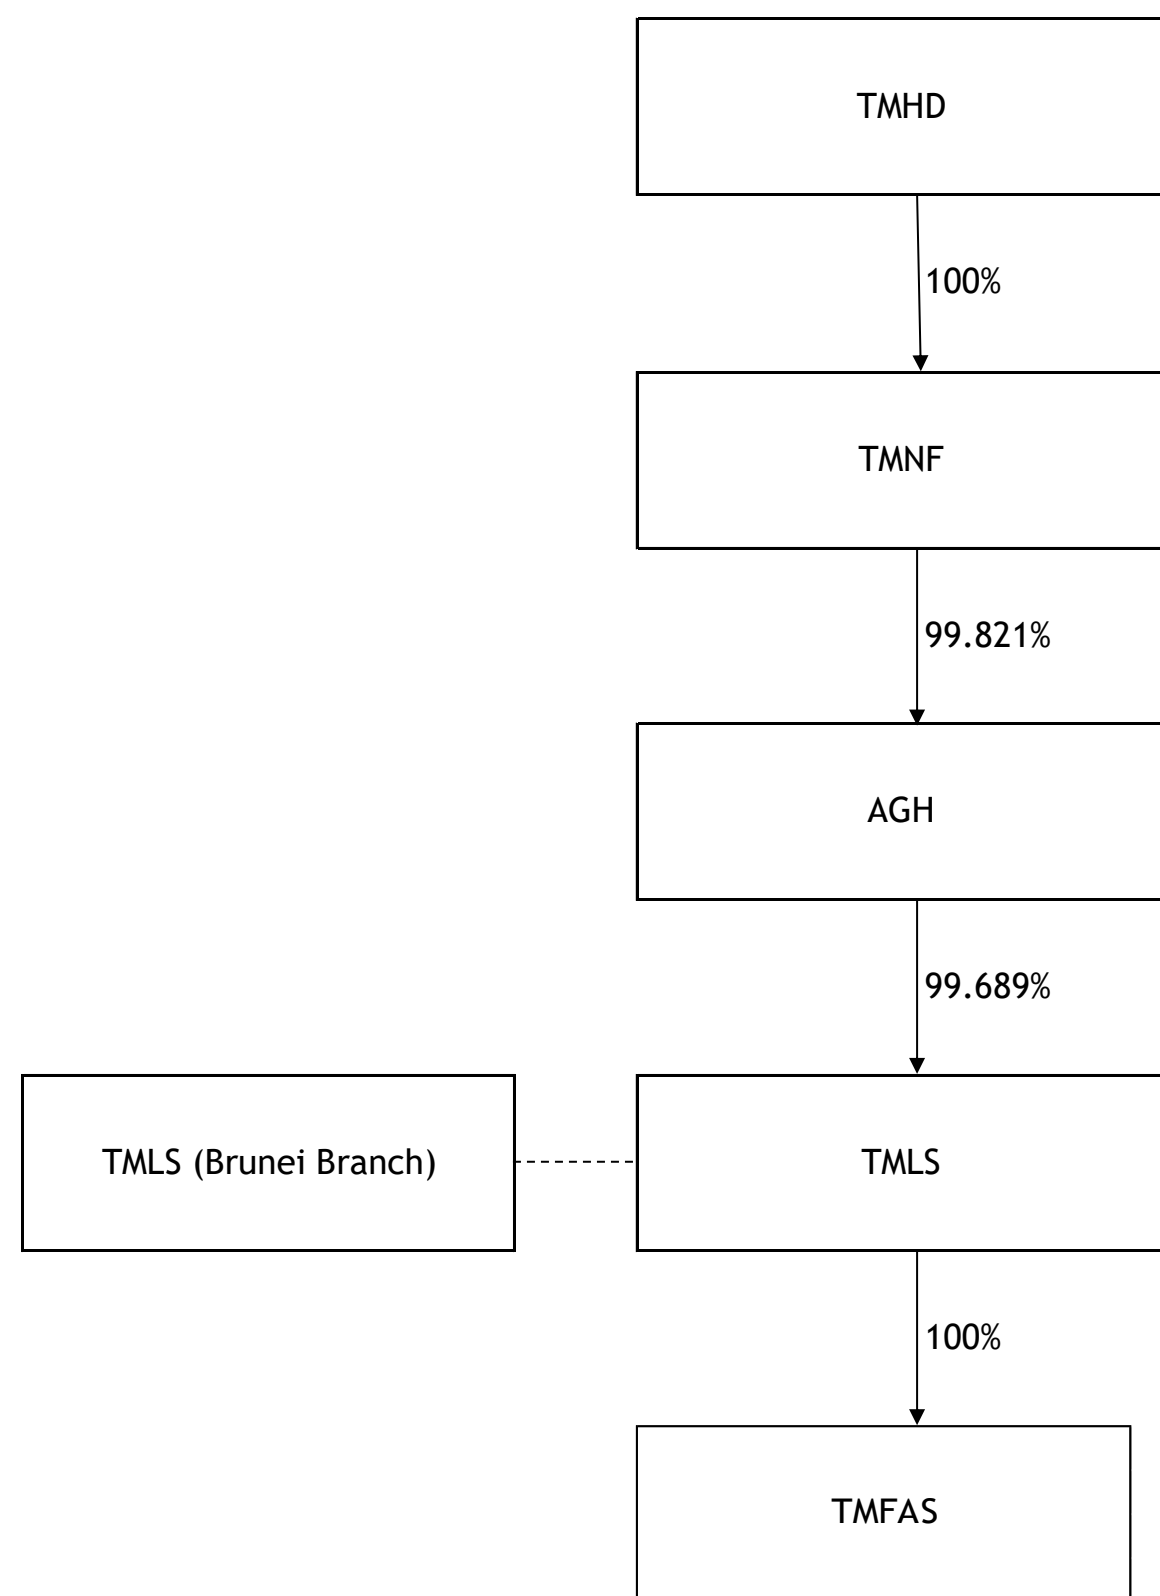 TMHD
100%
TMNF
99.821%
AGH
99.689%
TMLS (Brunei Branch)
TMLS
100%
TMFAS